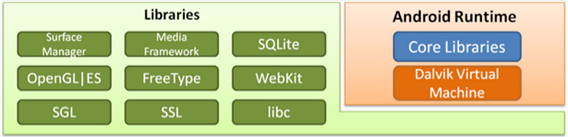 Libraries
Surface
Manager
Media
Framework
SQLite
OpenGL|ES
FreeType
WebKit
SGL
SSL
libc
Android Runtime
Core Libraries
Dalvik Virtual
Machine